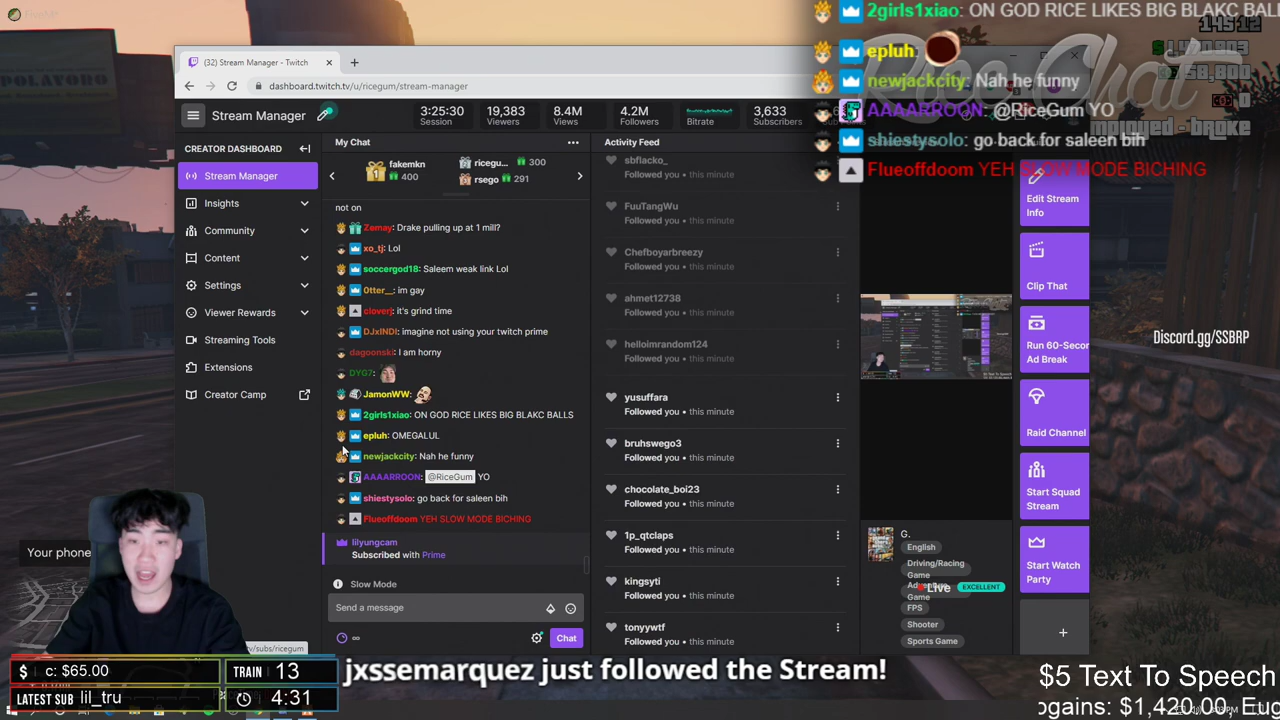 FiveM
2girls1xiao: ON GOD RICE LIKES BIG BLAKC BALLS
epluh:
newjackcity: Nah he funny
AAAARROON: @RiceGum YO
shiestysolo: go back for saleen bih
Flueoffdoom YEH SLOW MODE BICHING
(32) Stream Manager - Twitch
dashboard.twitch.tv/u/ricegum/stream-manager
Stream Manager
3:25:30
Session
19,383
Viewers
8.4M
Views
4.2M
Followers
Bitrate
3,633
Subscribers
CREATOR DASHBOARD
Stream Manager
Insights
Community
Content
Settings
Viewer Rewards
Streaming Tools
Extensions
Creator Camp
My Chat
1 fakemkn
400
ricegu... 300
rsego 291
not on
Zemay: Drake pulling up at 1 mill?
xo_tj: Lol
soccergod18: Saleem weak link Lol
0tter__: im gay
cloverj: it's grind time
DJxINDI: imagine not using your twitch prime
dagoonski: I am horny
DYG7:
JamonWW:
2girls1xiao: ON GOD RICE LIKES BIG BLAKC BALLS
epluh: OMEGALUL
newjackcity: Nah he funny
AAAARROON: @RiceGum YO
shiestysolo: go back for saleen bih
Flueoffdoom YEH SLOW MODE BICHING
lilyungcam
Subscribed with Prime
Slow Mode
Send a message
Chat
Activity Feed
sbflacko_
Followed you • this minute
FuuTangWu
Followed you • this minute
Chefboyarbreezy
Followed you • this minute
ahmet12738
Followed you • this minute
helloimrandom124
Followed you • this minute
yusuffara
Followed you • this minute
bruhswego3
Followed you • this minute
chocolate_boi23
Followed you • this minute
1p_qtclaps
Followed you • this minute
kingsyti
Followed you • this minute
tonyywtf
Followed you • this minute
G.
English
Driving/Racing
Game
Game
FPS
Shooter
Sports Game
Live
EXCELLENT
Edit Stream
Info
Clip That
Run 60-Secor
Ad Break
Raid Channel
Start Squad
Stream
Start Watch
Party
Discord.gg/SSBRP
Your phone
/subs/ricegum
$ c: $65.00
TRAIN 13
LATEST SUB lil_tru
4:31
jxssemarquez just followed the Stream!
$5 Text To Speech
ogains: $1,420.00, Eug